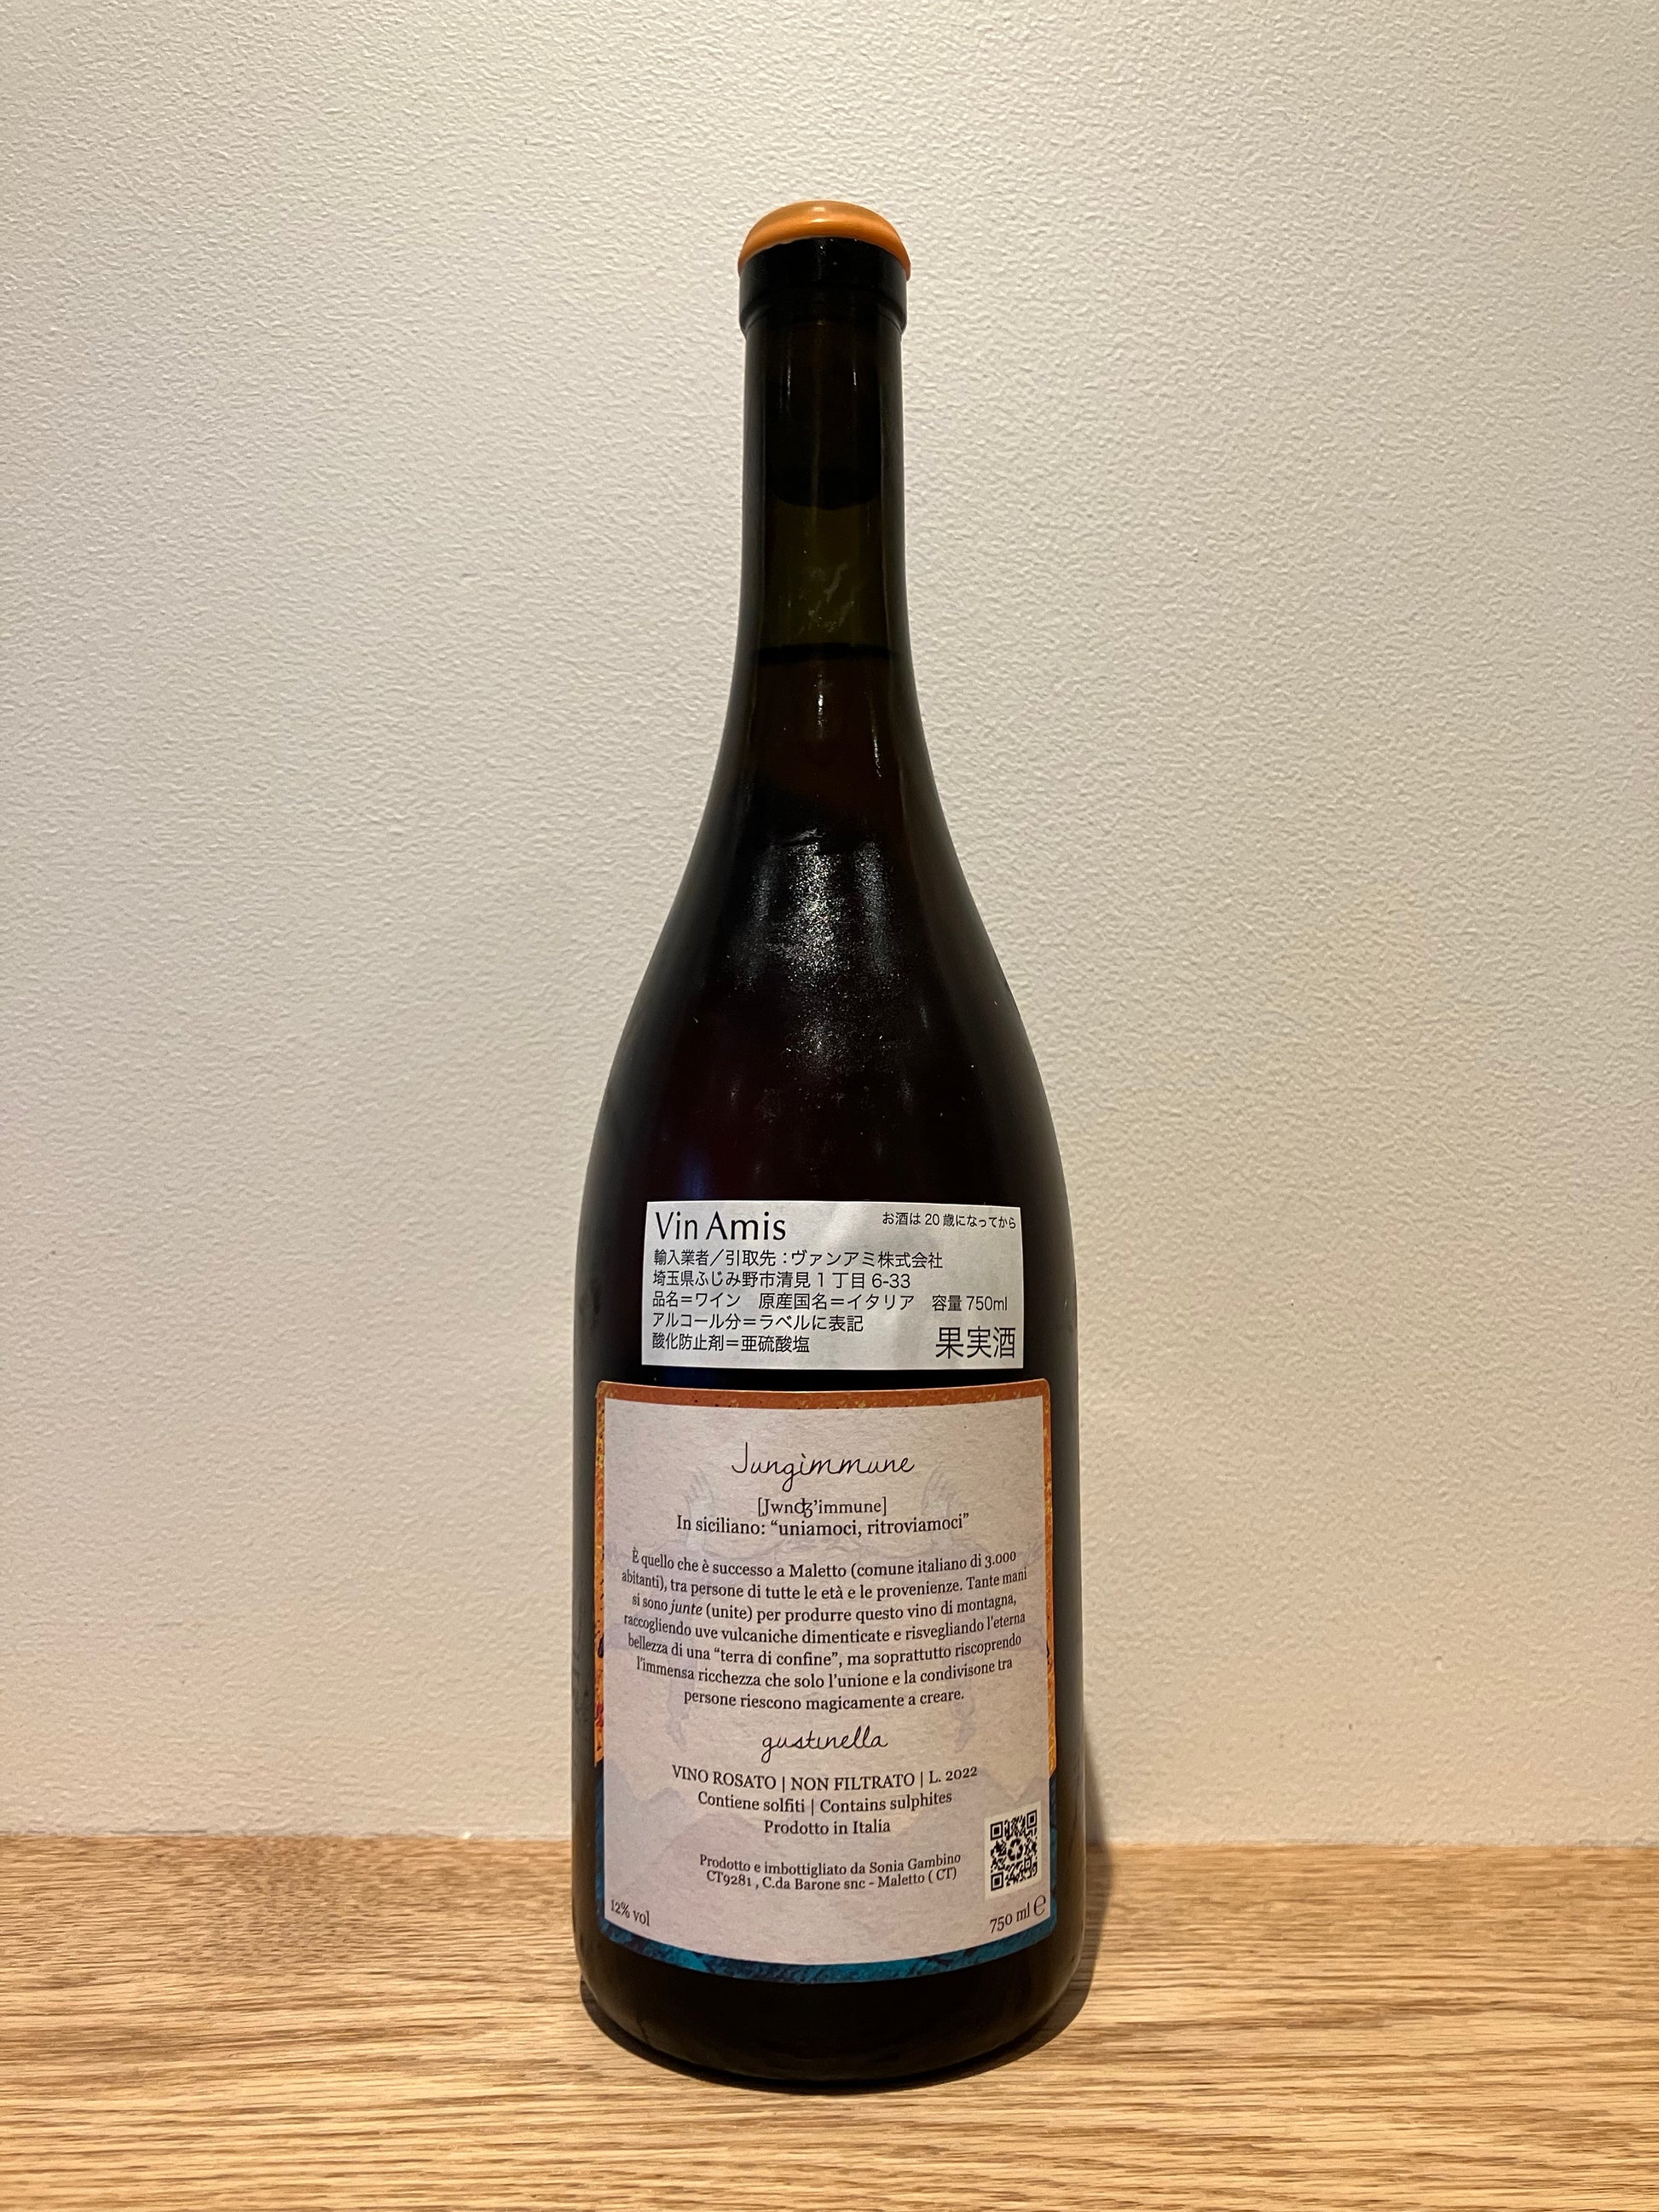 Vin Amis
お酒は20歳になってから
輸入業者／引取先：ヴァンアミ株式会社
埼玉県ふじみ野市清見1丁目6-33
品名＝ワイン　原産国名＝イタリア　容量750ml
アルコール分＝ラベルに表記
酸化防止剤＝亜硫酸塩
果実酒
Jungìmmune
[Jwnʤ’immune]
In siciliano: “uniamoci, ritroviamoci”
È quello che è successo a Maletto (comune italiano di 3.000
abitanti), tra persone di tutte le età e le provenienze. Tante mani
si sono junte (unite) per produrre questo vino di montagna,
raccogliendo uve vulcaniche dimenticate e risvegliando l’eterna
bellezza di una “terra di confine”, ma soprattutto riscoprendo
l’immensa ricchezza che solo l’unione e la condivisone tra
persone riescono magicamente a creare.
gustinella
VINO ROSATO | NON FILTRATO | L. 2022
Contiene solfiti | Contains sulphites
Prodotto in Italia
Prodotto e imbottigliato da Sonia Gambino
CT9281 , C.da Barone snc - Maletto ( CT)
12% vol
750 ml ℮